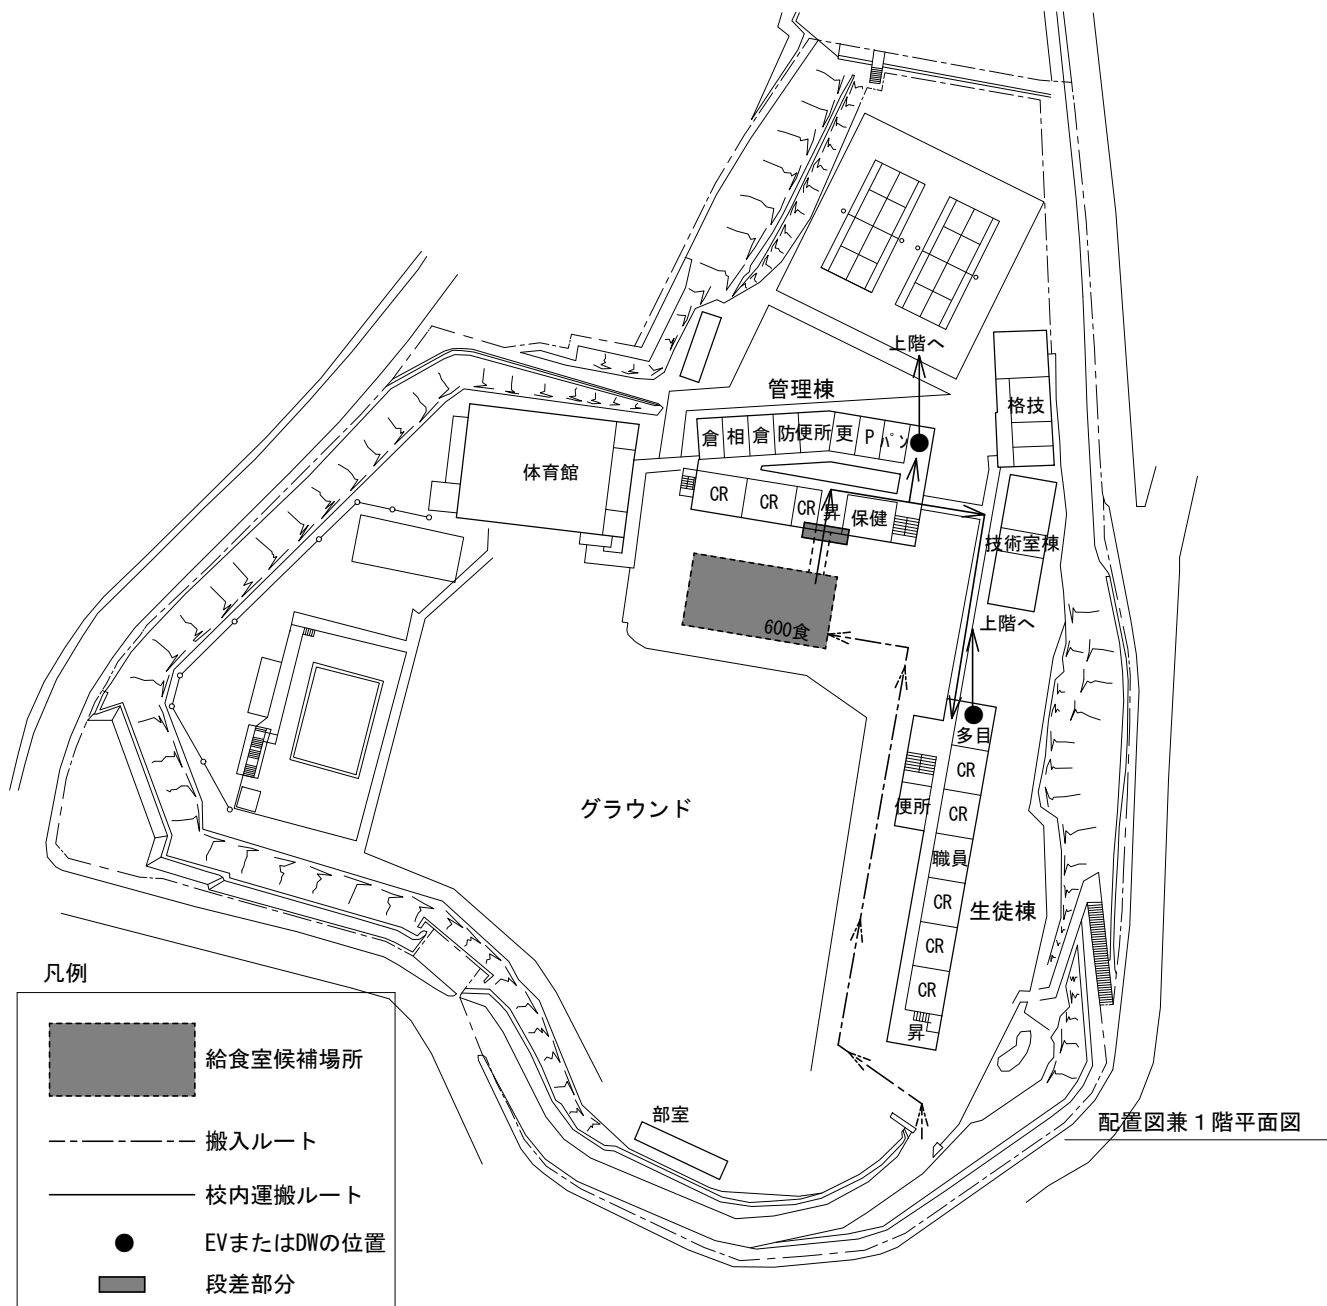 上階へ
管理棟
格技
倉
相
倉
防
便所
更
P
パン
体育館
CR
CR
CR
昇
保健
技術室棟
600食
上階へ
多目
CR
グラウンド
便所
CR
職員
CR
生徒棟
CR
CR
昇
部室
配置図兼1階平面図
凡例
給食室候補場所
搬入ルート
校内運搬ルート
EVまたはDWの位置
段差部分